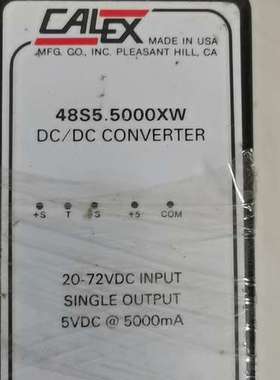 CALEX
MADE IN USA
MFG. CO., INC. PLEASANT HILL, CA
48S5.5000XW
DC/DC CONVERTER
+S T -S +5 COM
20-72VDC INPUT
SINGLE OUTPUT
5VDC @ 5000mA